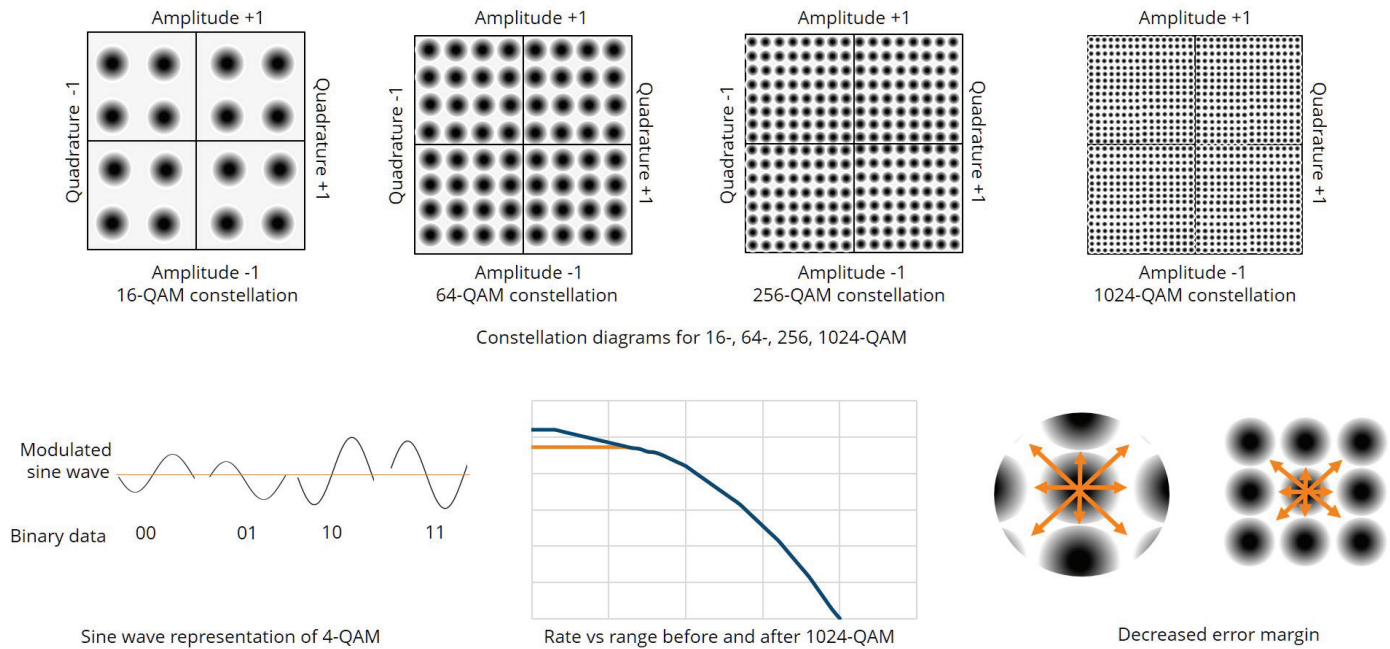 Amplitude +1
Amplitude +1
Amplitude +1
Amplitude +1
Quadrature -1
Quadrature +1
Quadrature -1
Quadrature +1
Quadrature -1
Quadrature +1
Quadrature +1
Amplitude -1
16-QAM constellation
Amplitude -1
64-QAM constellation
Amplitude -1
256-QAM constellation
Amplitude -1
1024-QAM constellation
Constellation diagrams for 16-, 64-, 256, 1024-QAM
Modulated
sine wave
Binary data 00 01 10 11
Sine wave representation of 4-QAM
Rate vs range before and after 1024-QAM
Decreased error margin